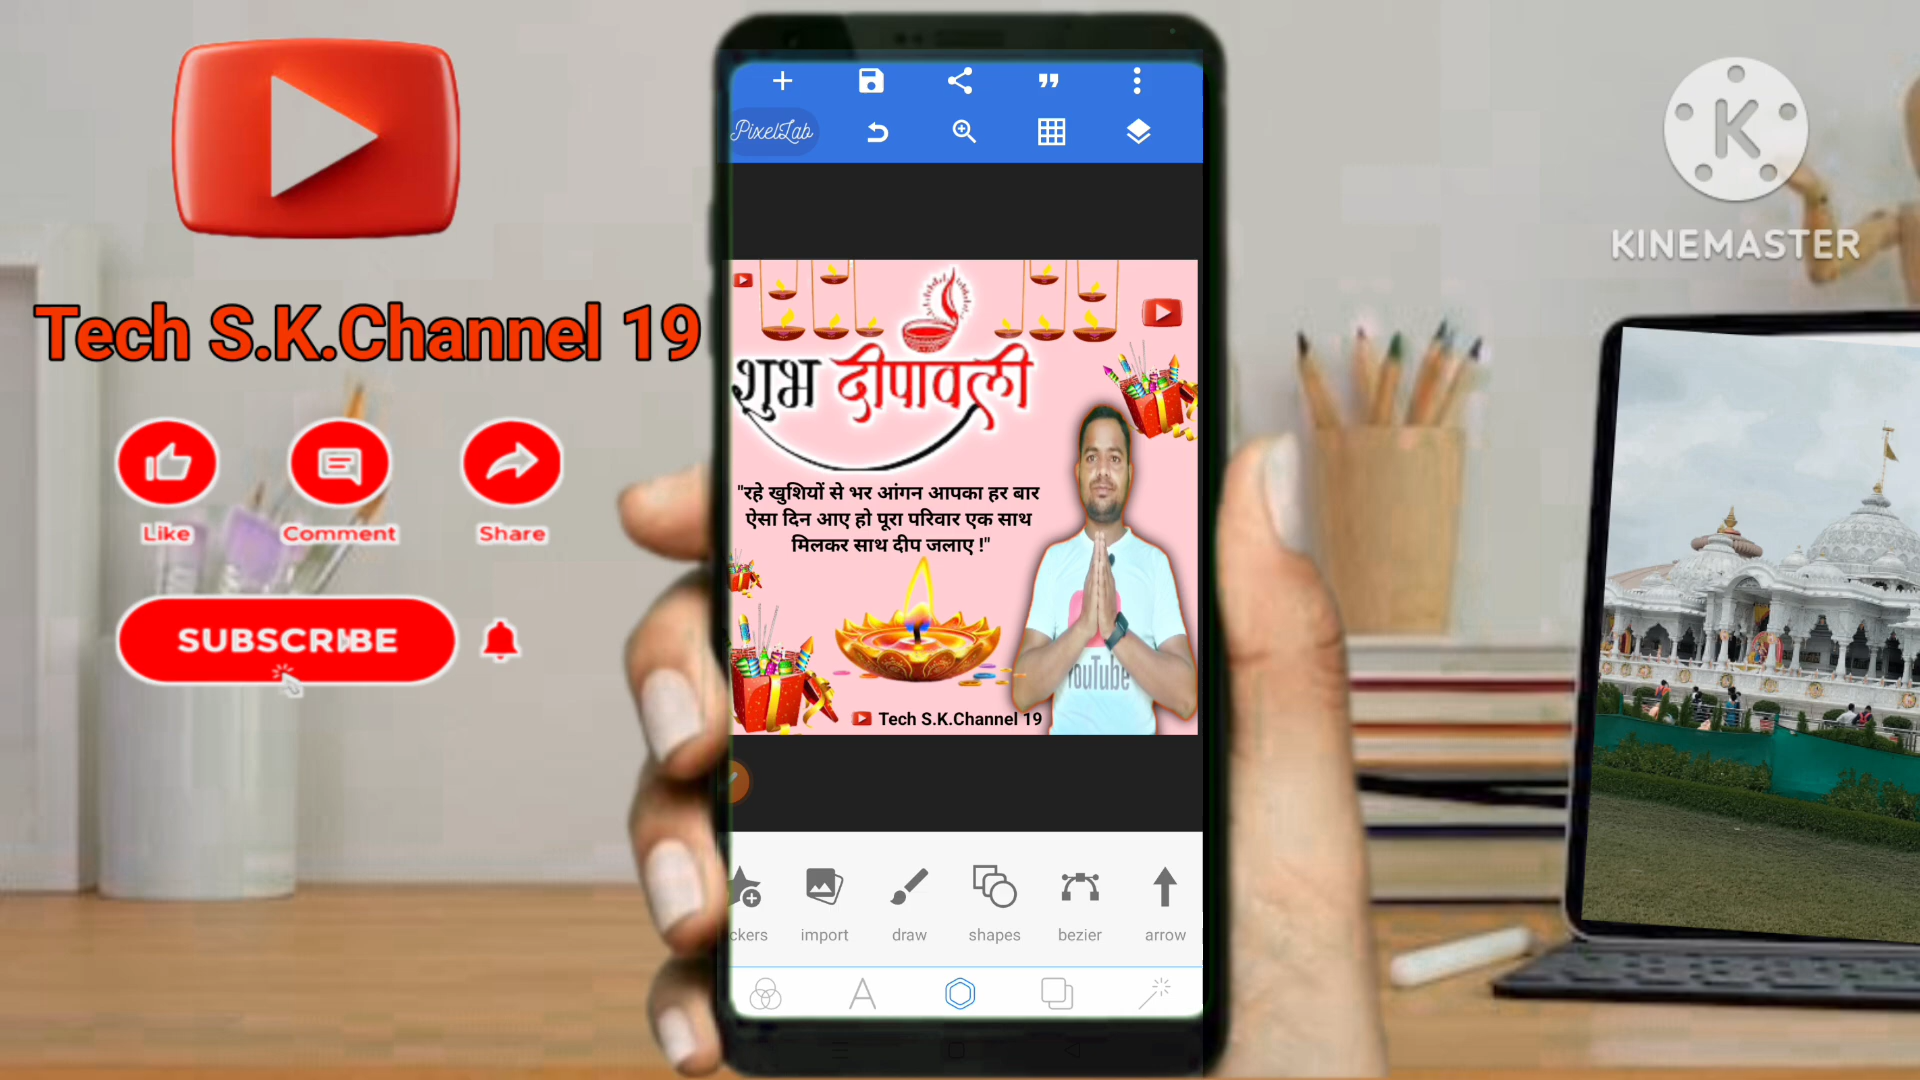 PixelLab
KINEMASTER
Tech S.K.Channel 19
शुभ दीपावली
"रहे खुशियों से भर आंगन आपका हर बार
ऐसा दिन आए हो पूरा परिवार एक साथ
मिलकर साथ दीप जलाए !"
Like
Comment
Share
SUBSCRIBE
YouTube
Tech S.K.Channel 19
ckers
import
draw
shapes
bezier
arrow